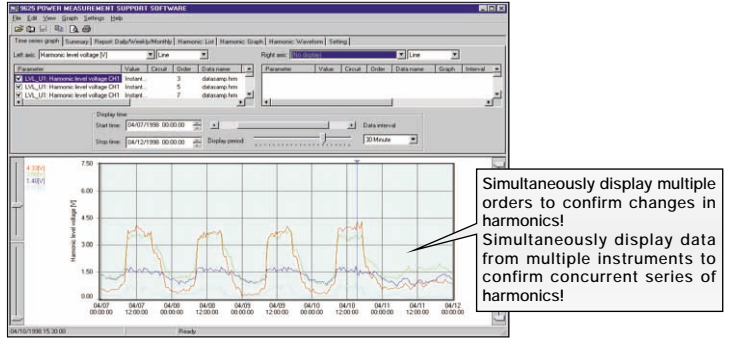 9625 POWER MEASUREMENT SUPPORT SOFTWARE
File Edit View Graph Settings Help
Time series graph Summary Report Daily/Weekly/Monthly Harmonic List Harmonic Graph Harmonic Waveform Setting
Left axis: Harmonic level voltage [V] Line Right axis: [No display] Line
Parameter Value Circuit Order Data name Parameter Value Circuit Order Data name Graph Interval
LVL_U1: Harmonic level voltage CH1 Instant... 3 datasamp.hrm
LVL_U1: Harmonic level voltage CH1 Instant... 5 datasamp.hrm
LVL_U1: Harmonic level voltage CH1 Instant... 7 datasamp.hrm
Display time
Start time: 04/07/1998 00:00:00 Data interval
Stop time: 04/12/1998 00:00:00 Display period: 30 Minute
1.40[V]
Harmonic level voltage [V]
7.50
6.00
4.50
3.00
1.50
0.00
04/07 04/07 04/08 04/08 04/09 04/09 04/10 04/10 04/11 04/11 04/12
00:00:00 12:00:00 00:00:00 12:00:00 00:00:00 12:00:00 00:00:00 12:00:00 00:00:00 12:00:00 00:00:00
04/10/1998 15:30:00 Ready
Simultaneously display multiple
orders to confirm changes in
harmonics!
Simultaneously display data
from multiple instruments to
confirm concurrent series of
harmonics!